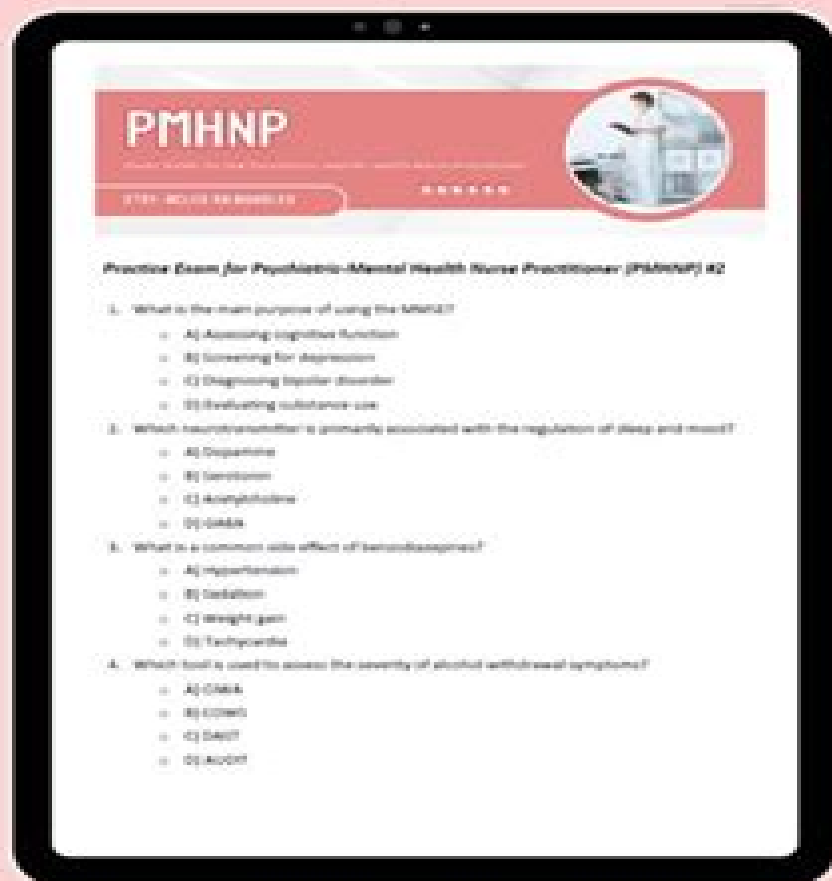 PMHNP
Practice Exam for Psychiatric-Mental Health Nurse Practitioner (PMHNP) #2
1. What is the main purpose of using the MMSE?
A) Assessing cognitive function
B) Screening for depression
C) Diagnosing bipolar disorder
D) Evaluating substance use
2. Which neurotransmitter is primarily associated with the regulation of sleep and mood?
A) Dopamine
B) Serotonin
C) Acetylcholine
D) GABA
3. What is a common side effect of benzodiazepines?
A) Hypertension
B) Sedation
C) Weight gain
D) Tachycardia
4. Which tool is used to assess the severity of alcohol withdrawal symptoms?
A) CIWA
B) COWS
C) DAST
D) AUDIT